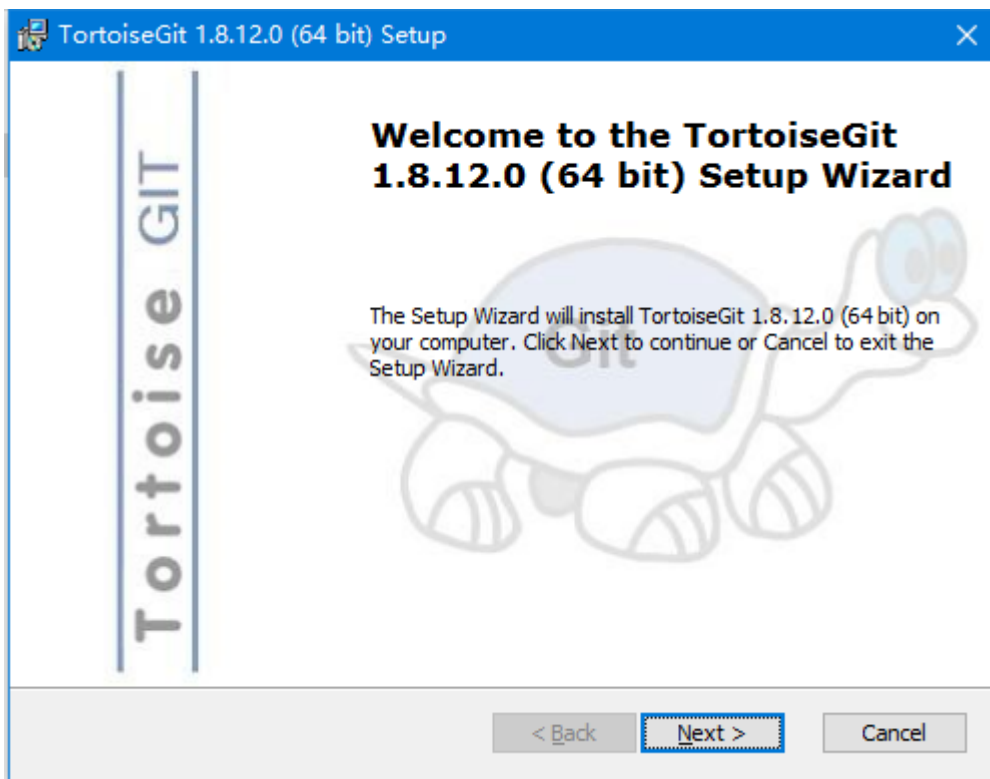 TortoiseGit 1.8.12.0 (64 bit) Setup
Tortoise GIT
Welcome to the TortoiseGit
1.8.12.0 (64 bit) Setup Wizard
Git
The Setup Wizard will install TortoiseGit 1.8.12.0 (64 bit) on
your computer. Click Next to continue or Cancel to exit the
Setup Wizard.
< Back
Next >
Cancel